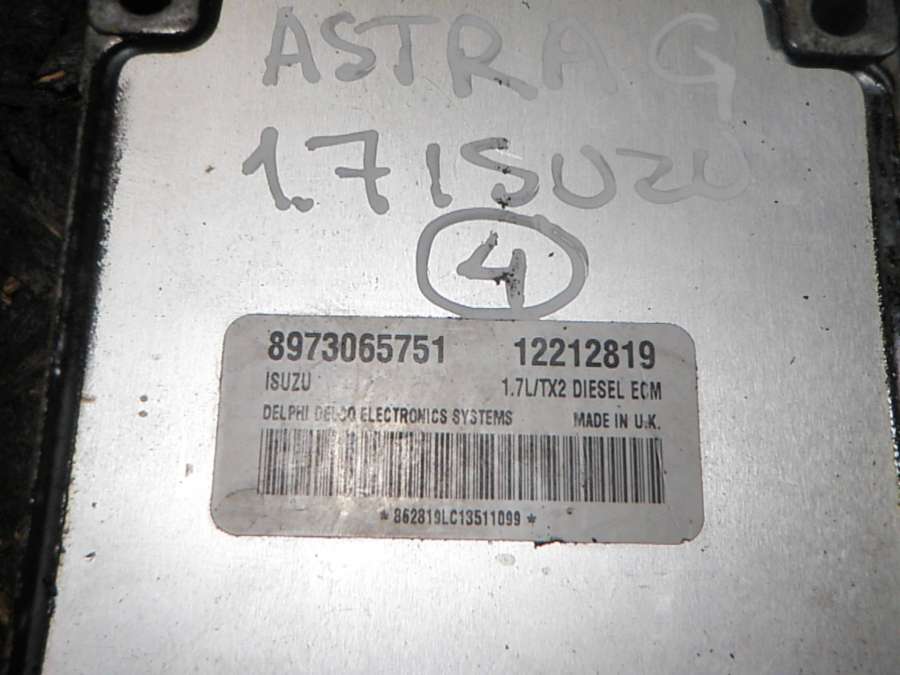 ASTRA G
1.7 ISUZU
4
8973065751 12212819
ISUZU 1.7L/TX2 DIESEL ECM
DELPHI DELCO ELECTRONICS SYSTEMS MADE IN U.K.
* 862819LC13511099 *